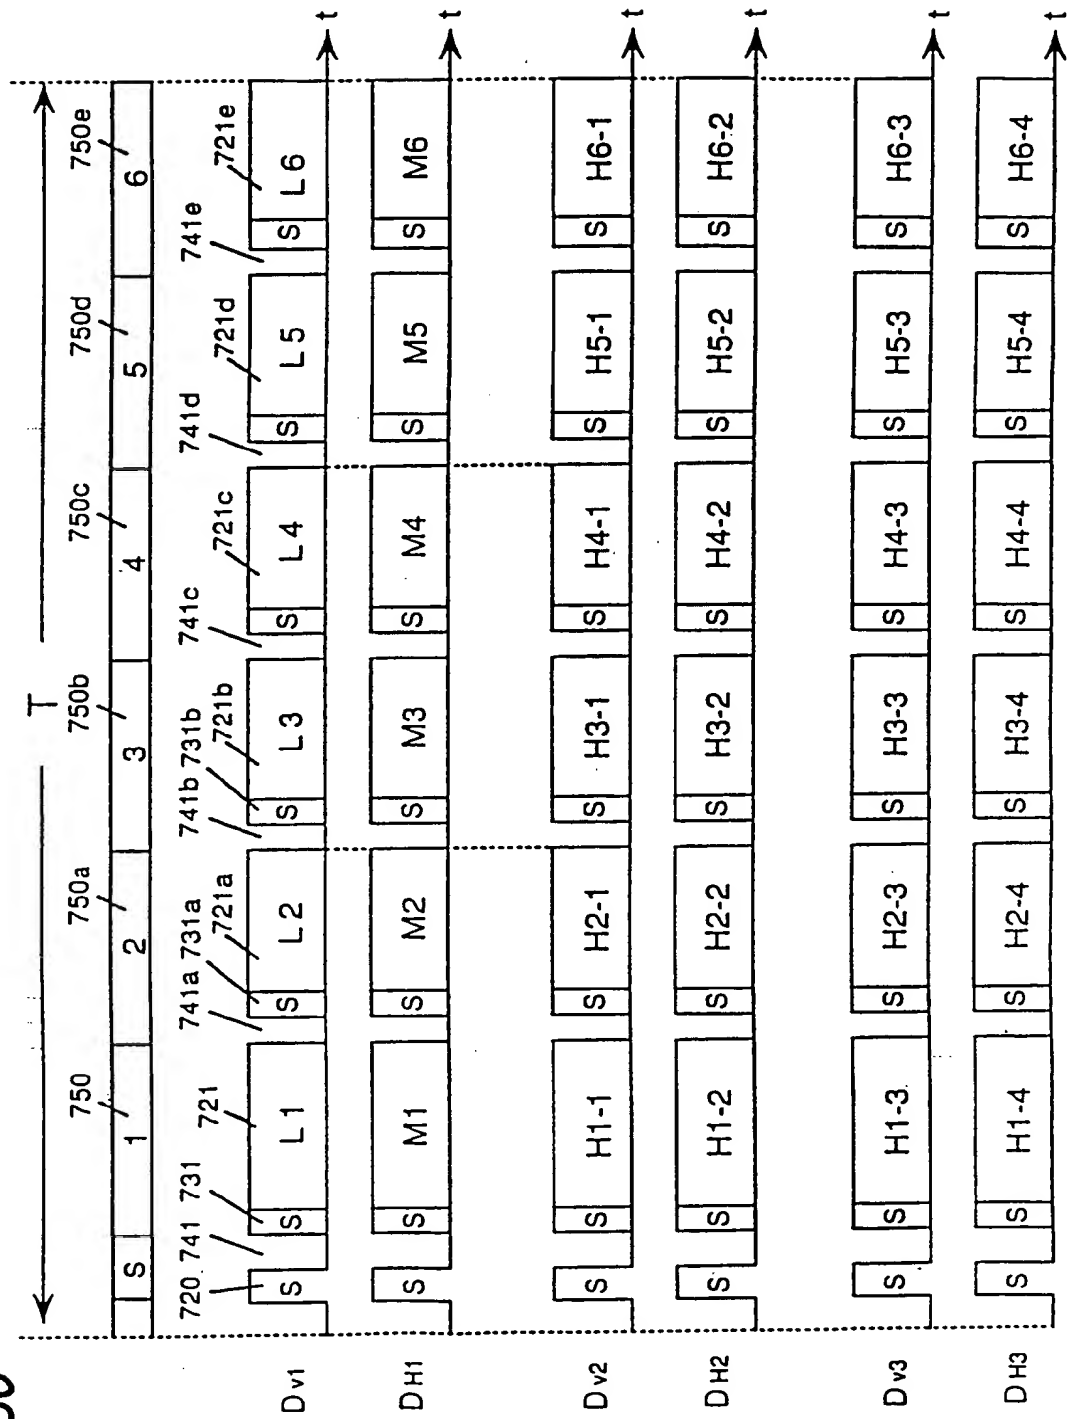 T
750 750a 750b 750c 750d 750e
S 1 2 3 4 5 6
720 741 731 721 741a 731a 721a 741b 731b 721b 741c 721c 741d 721d 741e 721e
Dv1 S S L1 S L2 S L3 S L4 S L5 S L6 t
DH1 S S M1 S M2 S M3 S M4 S M5 S M6 t
Dv2 S S H1-1 S H2-1 S H3-1 S H4-1 S H5-1 S H6-1 t
DH2 S S H1-2 S H2-2 S H3-2 S H4-2 S H5-2 S H6-2 t
Dv3 S S H1-3 S H2-3 S H3-3 S H4-3 S H5-3 S H6-3 t
DH3 S S H1-4 S H2-4 S H3-4 S H4-4 S H5-4 S H6-4 t